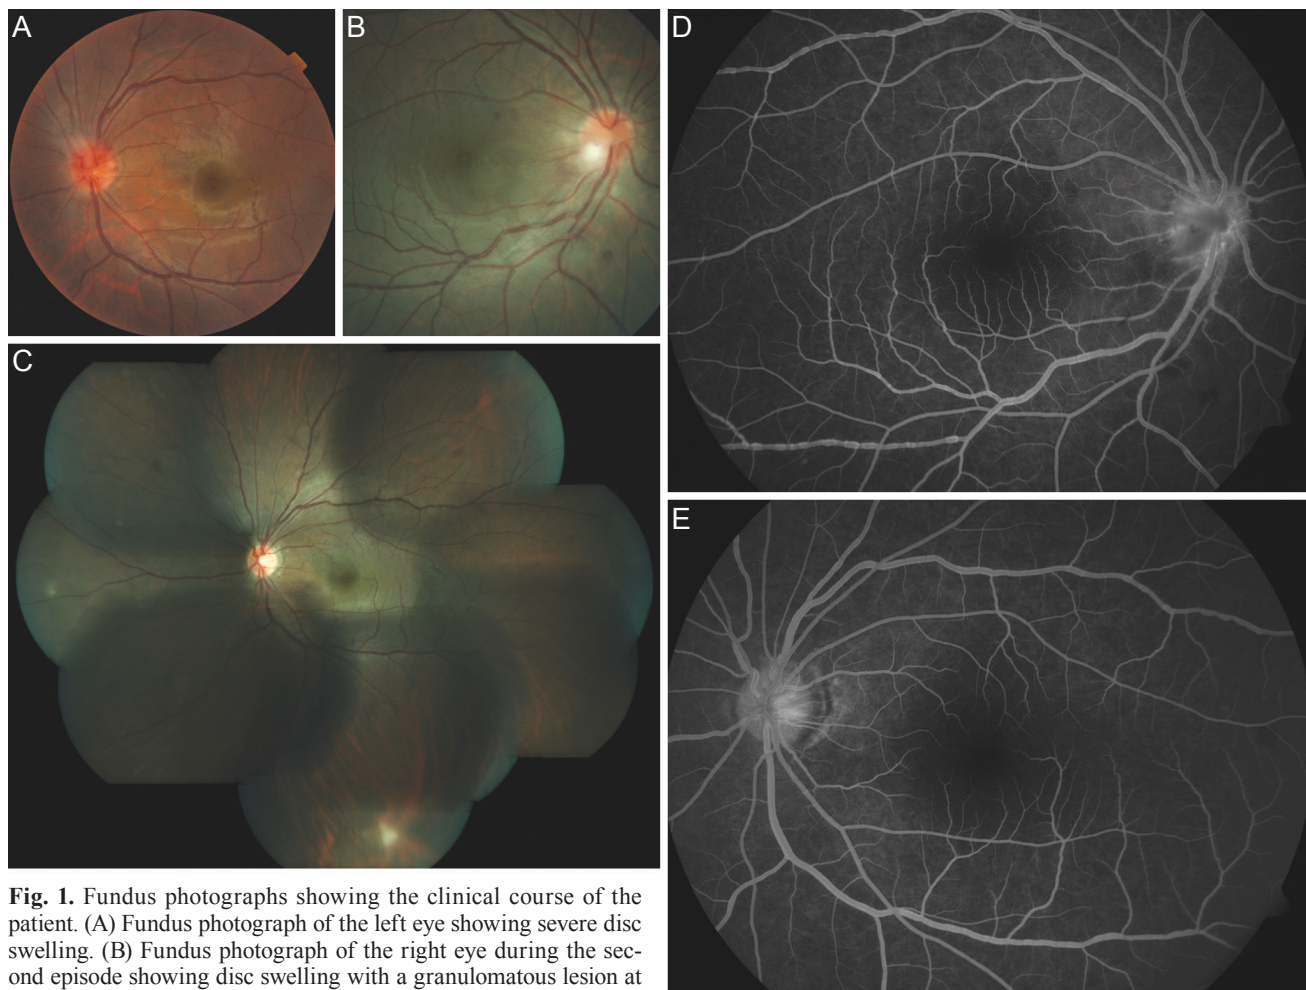 A
B
C
D
E
Fig. 1. Fundus photographs showing the clinical course of the
patient. (A) Fundus photograph of the left eye showing severe disc
swelling. (B) Fundus photograph of the right eye during the sec-
ond episode showing disc swelling with a granulomatous lesion at